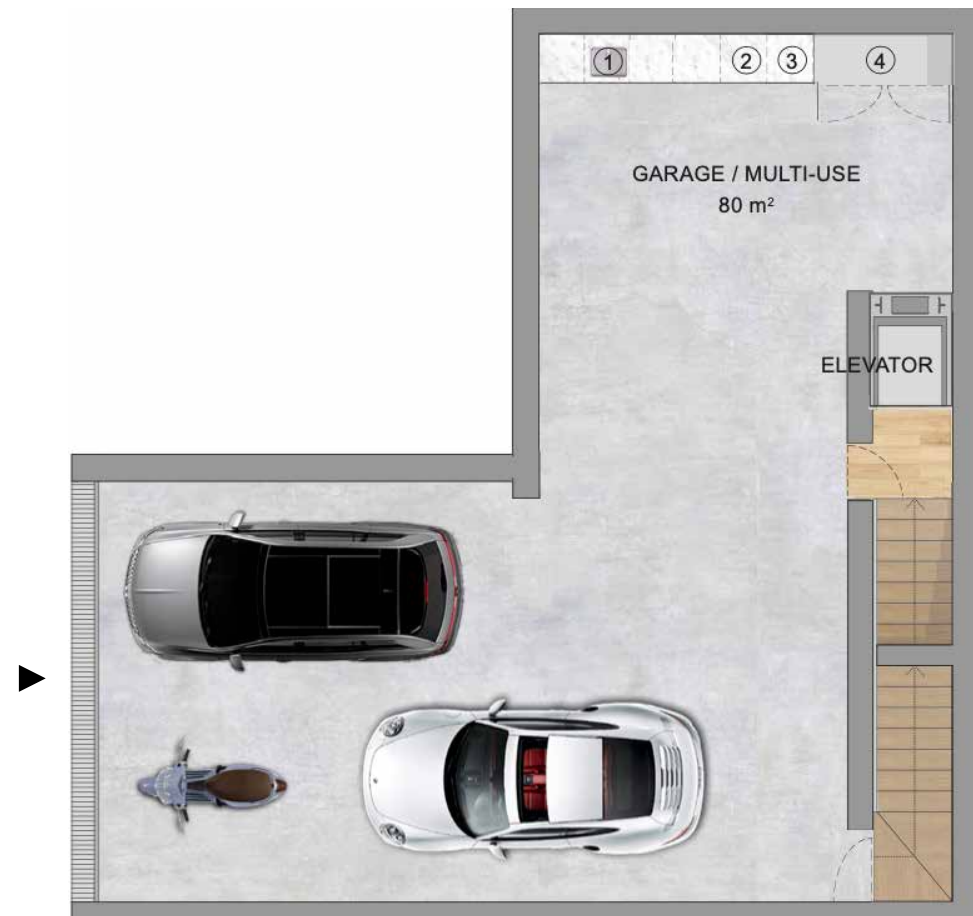 ① ② ③ ④
GARAGE / MULTI-USE
80 m²
ELEVATOR